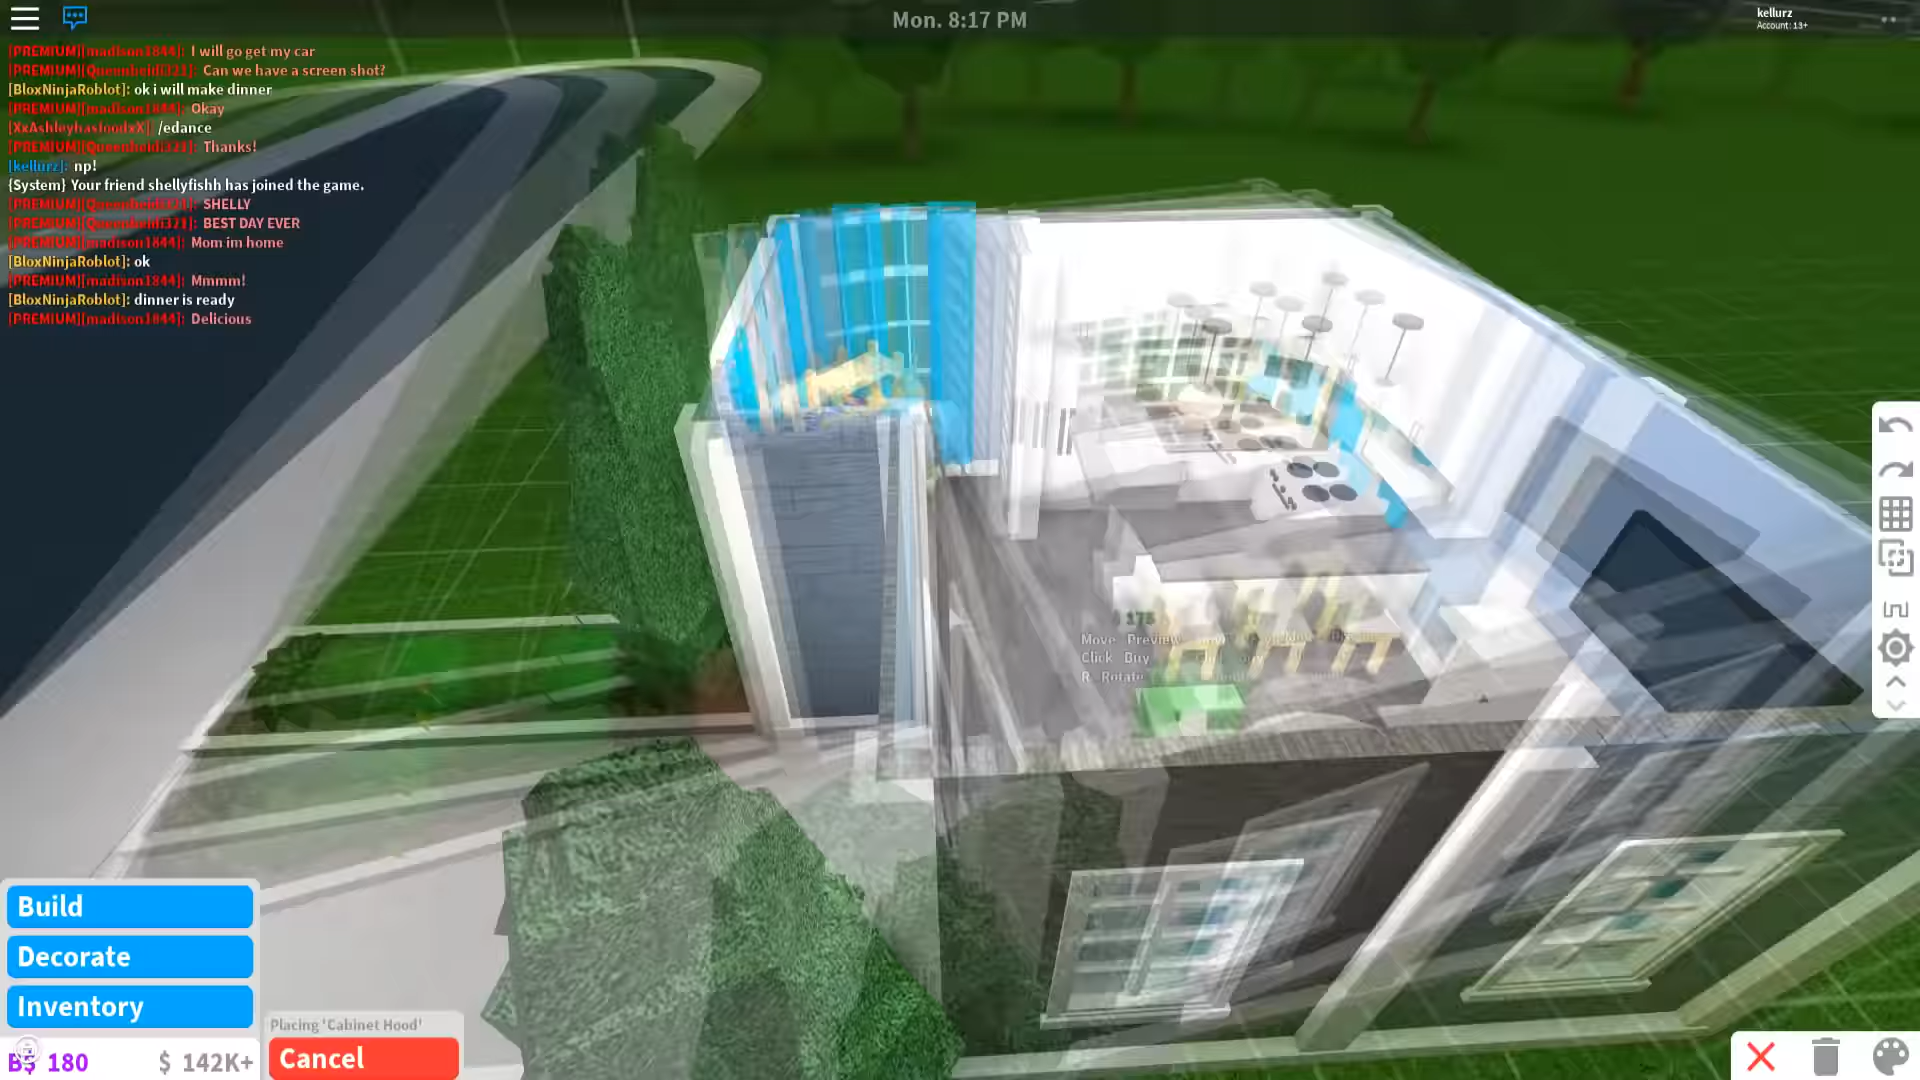 Mon. 8:17 PM
kellurz
Account: 13+
[PREMIUM][madison1844]: I will go get my car
[PREMIUM][Queenheidi321]: Can we have a screen shot?
[BloxNinjaRoblot]: ok i will make dinner
[PREMIUM][madison1844]: Okay
/edance
[PREMIUM][Queenheidi321]: Thanks!
[kellurz]: np!
{System} Your friend shellyfishh has joined the game.
[PREMIUM][Queenheidi321]: SHELLY
[PREMIUM][Queenheidi321]: BEST DAY EVER
[PREMIUM][madison1844]: Mom im home
[BloxNinjaRoblot]: ok
[PREMIUM][madison1844]: Mmmm!
[BloxNinjaRoblot]: dinner is ready
[PREMIUM][madison1844]: Delicious
175
Move Preview
Click Buy
R Rotate
Build
Decorate
Inventory
Placing 'Cabinet Hood'
Cancel
B$ 180
$ 142K+